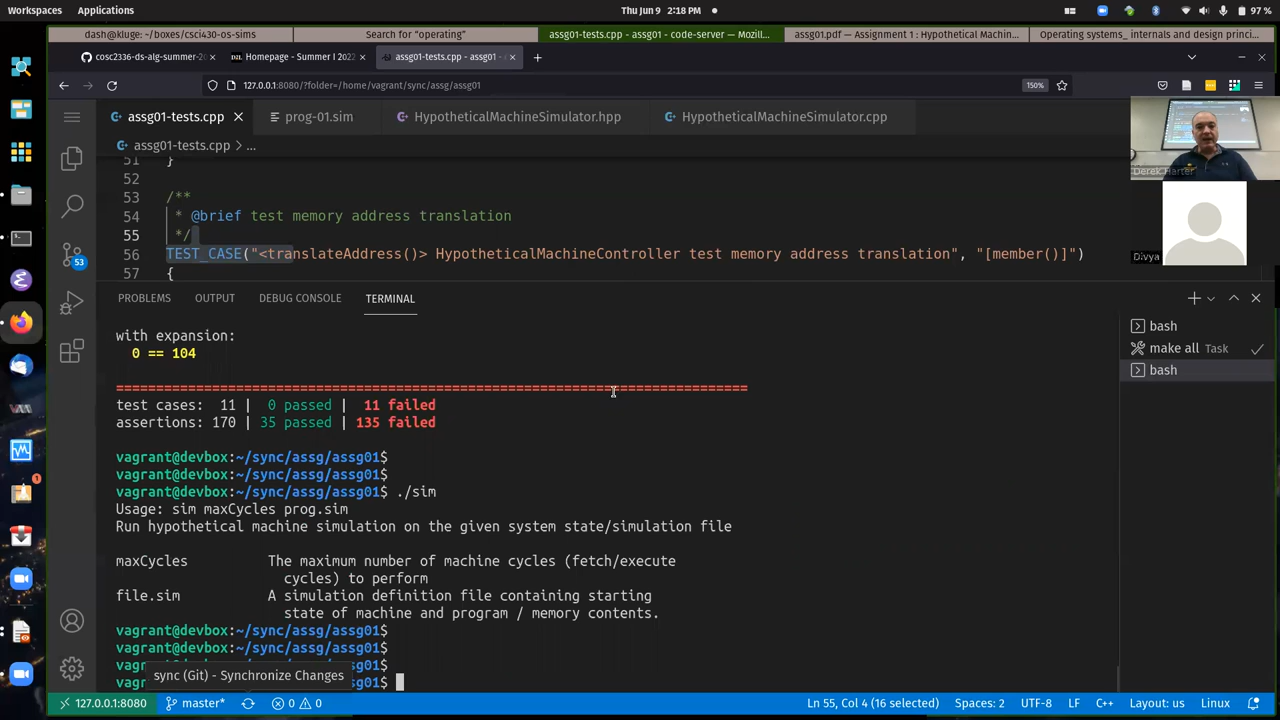 Workspaces Applications Thu Jun 9 2:18 PM 97 %
dash@kluge: ~/boxes/csci430-os-sims Search for "operating" assg01-tests.cpp - assg01 - code-server — Mozill... assg01.pdf — Assignment 1 : Hypothetical Machin... Operating systems_ internals and design princi...
cosc2336-ds-alg-summer-20 D2L Homepage - Summer I 2022 assg01-tests.cpp - assg01 -
127.0.0.1:8080/?folder=/home/vagrant/sync/assg/assg01 150%
assg01-tests.cpp prog-01.sim HypotheticalMachineSimulator.hpp HypotheticalMachineSimulator.cpp
assg01-tests.cpp > ...
51 }
52
53 /**
54 * @brief test memory address translation
55 */
56 TEST_CASE("<translateAddress()> HypotheticalMachineController test memory address translation", "[member()]")
57 {
Derek Harter
Divya
53
PROBLEMS OUTPUT DEBUG CONSOLE TERMINAL
bash
make all Task
bash
with expansion:
0 == 104
===============================================================================
test cases: 11 | 0 passed | 11 failed
assertions: 170 | 35 passed | 135 failed
vagrant@devbox:~/sync/assg/assg01$
vagrant@devbox:~/sync/assg/assg01$
vagrant@devbox:~/sync/assg/assg01$ ./sim
Usage: sim maxCycles prog.sim
Run hypothetical machine simulation on the given system state/simulation file
maxCycles The maximum number of machine cycles (fetch/execute
cycles) to perform
file.sim A simulation definition file containing starting
state of machine and program / memory contents.
vagrant@devbox:~/sync/assg/assg01$
vagrant@devbox:~/sync/assg/assg01$
vagr
sync (Git) - Synchronize Changes
vagr
127.0.0.1:8080 master* 0 0 Ln 55, Col 4 (16 selected) Spaces: 2 UTF-8 LF C++ Layout: us Linux